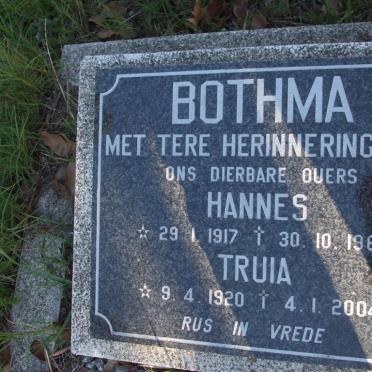 BOTHMA
MET TERE HERINNERING
ONS DIERBARE OUERS
HANNES
☆ 29.1.1917 † 30.10.196
TRUIA
☆ 9.4.1920 † 4.1.2004
RUS IN VREDE